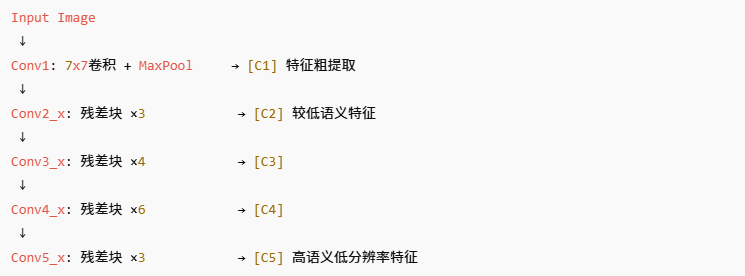 Input Image
↓
Conv1: 7x7卷积 + MaxPool → [C1] 特征粗提取
↓
Conv2_x: 残差块 ×3 → [C2] 较低语义特征
↓
Conv3_x: 残差块 ×4 → [C3]
↓
Conv4_x: 残差块 ×6 → [C4]
↓
Conv5_x: 残差块 ×3 → [C5] 高语义低分辨率特征